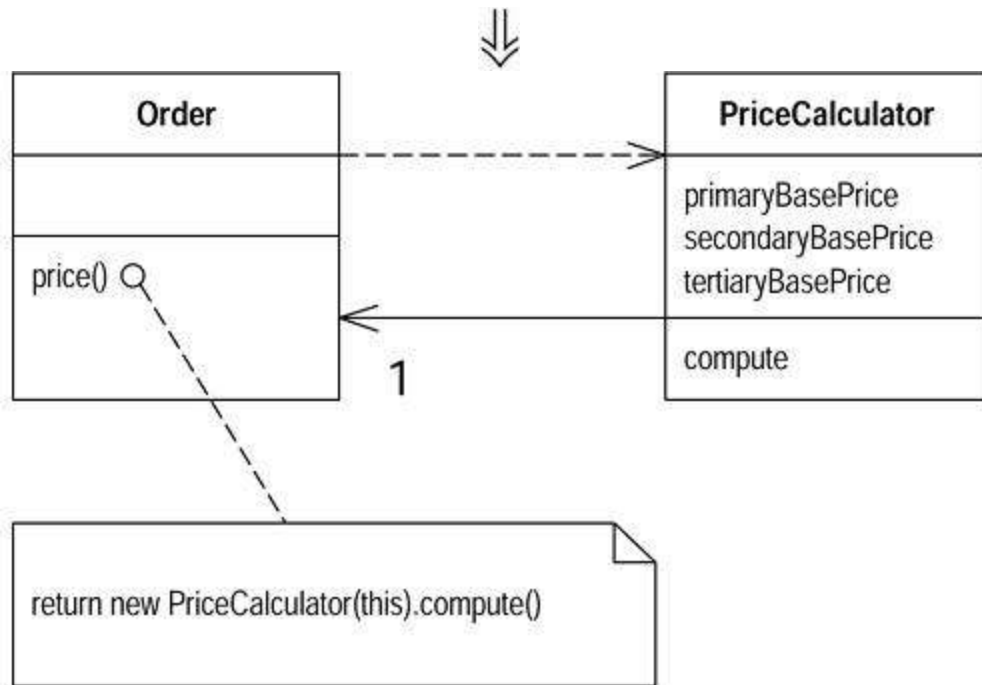 Order
PriceCalculator
primaryBasePrice
secondaryBasePrice
tertiaryBasePrice
price()
1
compute
return new PriceCalculator(this).compute()